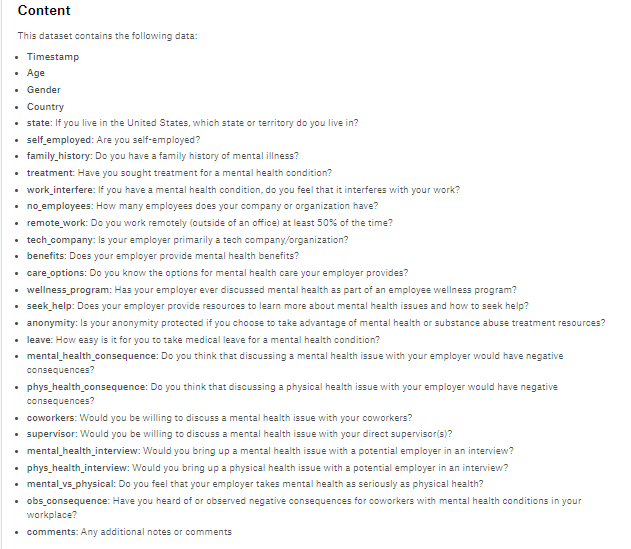 Content
This dataset contains the following data:
• Timestamp
• Age
• Gender
• Country
• state: If you live in the United States, which state or territory do you live in?
• self_employed: Are you self-employed?
• family_history: Do you have a family history of mental illness?
• treatment: Have you sought treatment for a mental health condition?
• work_interfere: If you have a mental health condition, do you feel that it interferes with your work?
• no_employees: How many employees does your company or organization have?
• remote_work: Do you work remotely (outside of an office) at least 50% of the time?
• tech_company: Is your employer primarily a tech company/organization?
• benefits: Does your employer provide mental health benefits?
• care_options: Do you know the options for mental health care your employer provides?
• wellness_program: Has your employer ever discussed mental health as part of an employee wellness program?
• seek_help: Does your employer provide resources to learn more about mental health issues and how to seek help?
• anonymity: Is your anonymity protected if you choose to take advantage of mental health or substance abuse treatment resources?
• leave: How easy is it for you to take medical leave for a mental health condition?
• mental_health_consequence: Do you think that discussing a mental health issue with your employer would have negative
consequences?
• phys_health_consequence: Do you think that discussing a physical health issue with your employer would have negative
consequences?
• coworkers: Would you be willing to discuss a mental health issue with your coworkers?
• supervisor: Would you be willing to discuss a mental health issue with your direct supervisor(s)?
• mental_health_interview: Would you bring up a mental health issue with a potential employer in an interview?
• phys_health_interview: Would you bring up a physical health issue with a potential employer in an interview?
• mental_vs_physical: Do you feel that your employer takes mental health as seriously as physical health?
• obs_consequence: Have you heard of or observed negative consequences for coworkers with mental health conditions in your
workplace?
• comments: Any additional notes or comments